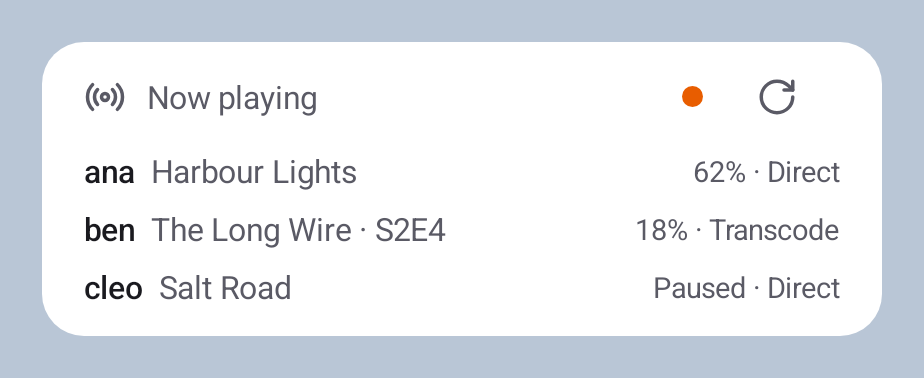 Now playing
ana Harbour Lights 62% · Direct
ben The Long Wire · S2E4 18% · Transcode
cleo Salt Road Paused · Direct